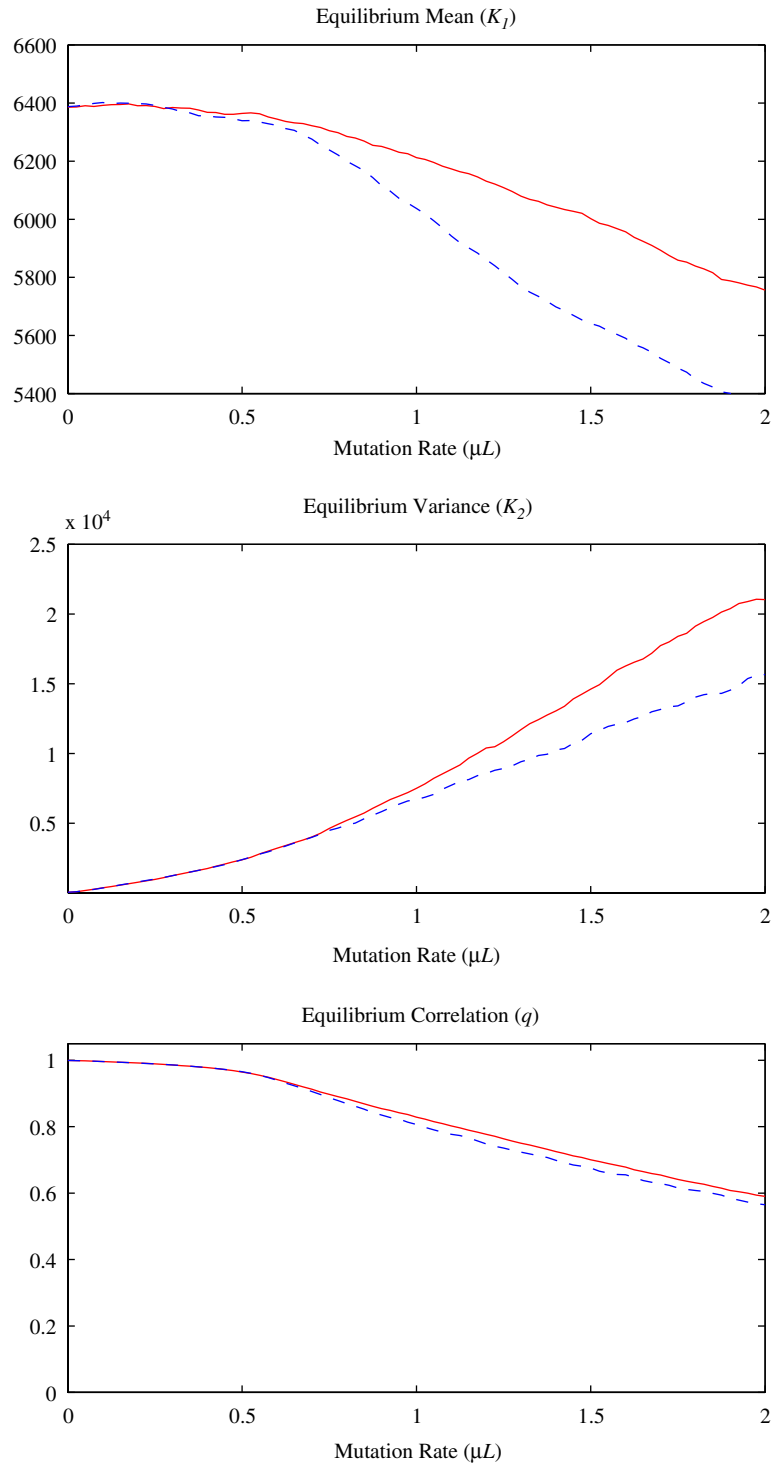 Equilibrium Mean (K1)
6600
6400
6200
6000
5800
5600
5400
0 0.5 1 1.5 2
Mutation Rate (µL)
Equilibrium Variance (K2)
x 10^4
2.5
2
1.5
1
0.5
0 0.5 1 1.5 2
Mutation Rate (µL)
Equilibrium Correlation (q)
1
0.8
0.6
0.4
0.2
0
0 0.5 1 1.5 2
Mutation Rate (µL)